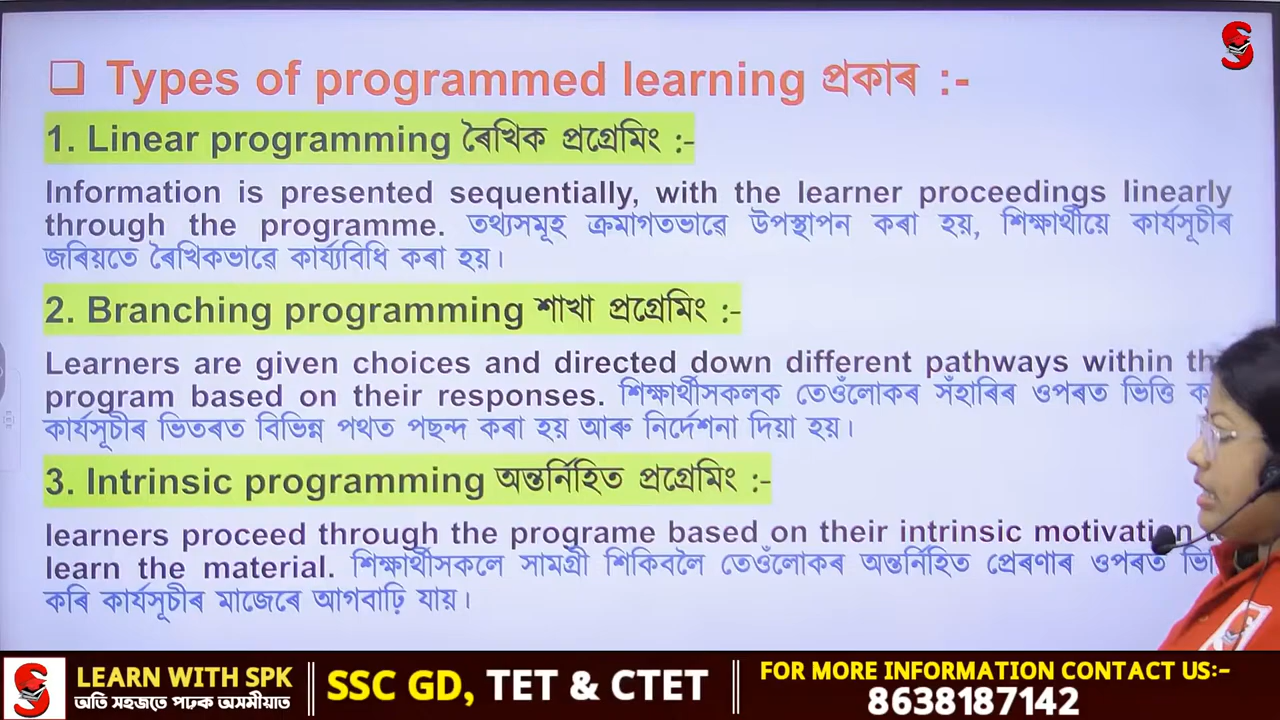 ❑ Types of programmed learning প্ৰকাৰ :-
1. Linear programming ৰৈখিক প্ৰগ্ৰেমিং :-
Information is presented sequentially, with the learner proceedings linearly
through the programme. তথ্যসমূহ ক্ৰমাগতভাৱে উপস্থাপন কৰা হয়, শিক্ষাৰ্থীয়ে কাৰ্যসূচীৰ
জৰিয়তে ৰৈখিকভাৱে কাৰ্য্যবিধি কৰা হয়।
2. Branching programming শাখা প্ৰগ্ৰেমিং :-
Learners are given choices and directed down different pathways within
program based on their responses. শিক্ষাৰ্থীসকলক তেওঁলোকৰ সঁহাৰিৰ ওপৰত ভিত্তি
কাৰ্যসূচীৰ ভিতৰত বিভিন্ন পথত পছন্দ কৰা হয় আৰু নিৰ্দেশনা দিয়া হয়।
3. Intrinsic programming অন্তৰ্নিহিত প্ৰগ্ৰেমিং :-
learners proceed through the programe based on their intrinsic motivation
learn the material. শিক্ষাৰ্থীসকলে সামগ্ৰী শিকিবলৈ তেওঁলোকৰ অন্তৰ্নিহিত প্ৰেৰণাৰ ওপৰত
কৰি কাৰ্যসূচীৰ মাজেৰে আগবাঢ়ি যায়।
LEARN WITH SPK
অতি সহজতে পঢ়ক অসমীয়াত
SSC GD, TET & CTET
FOR MORE INFORMATION CONTACT US:-
8638187142